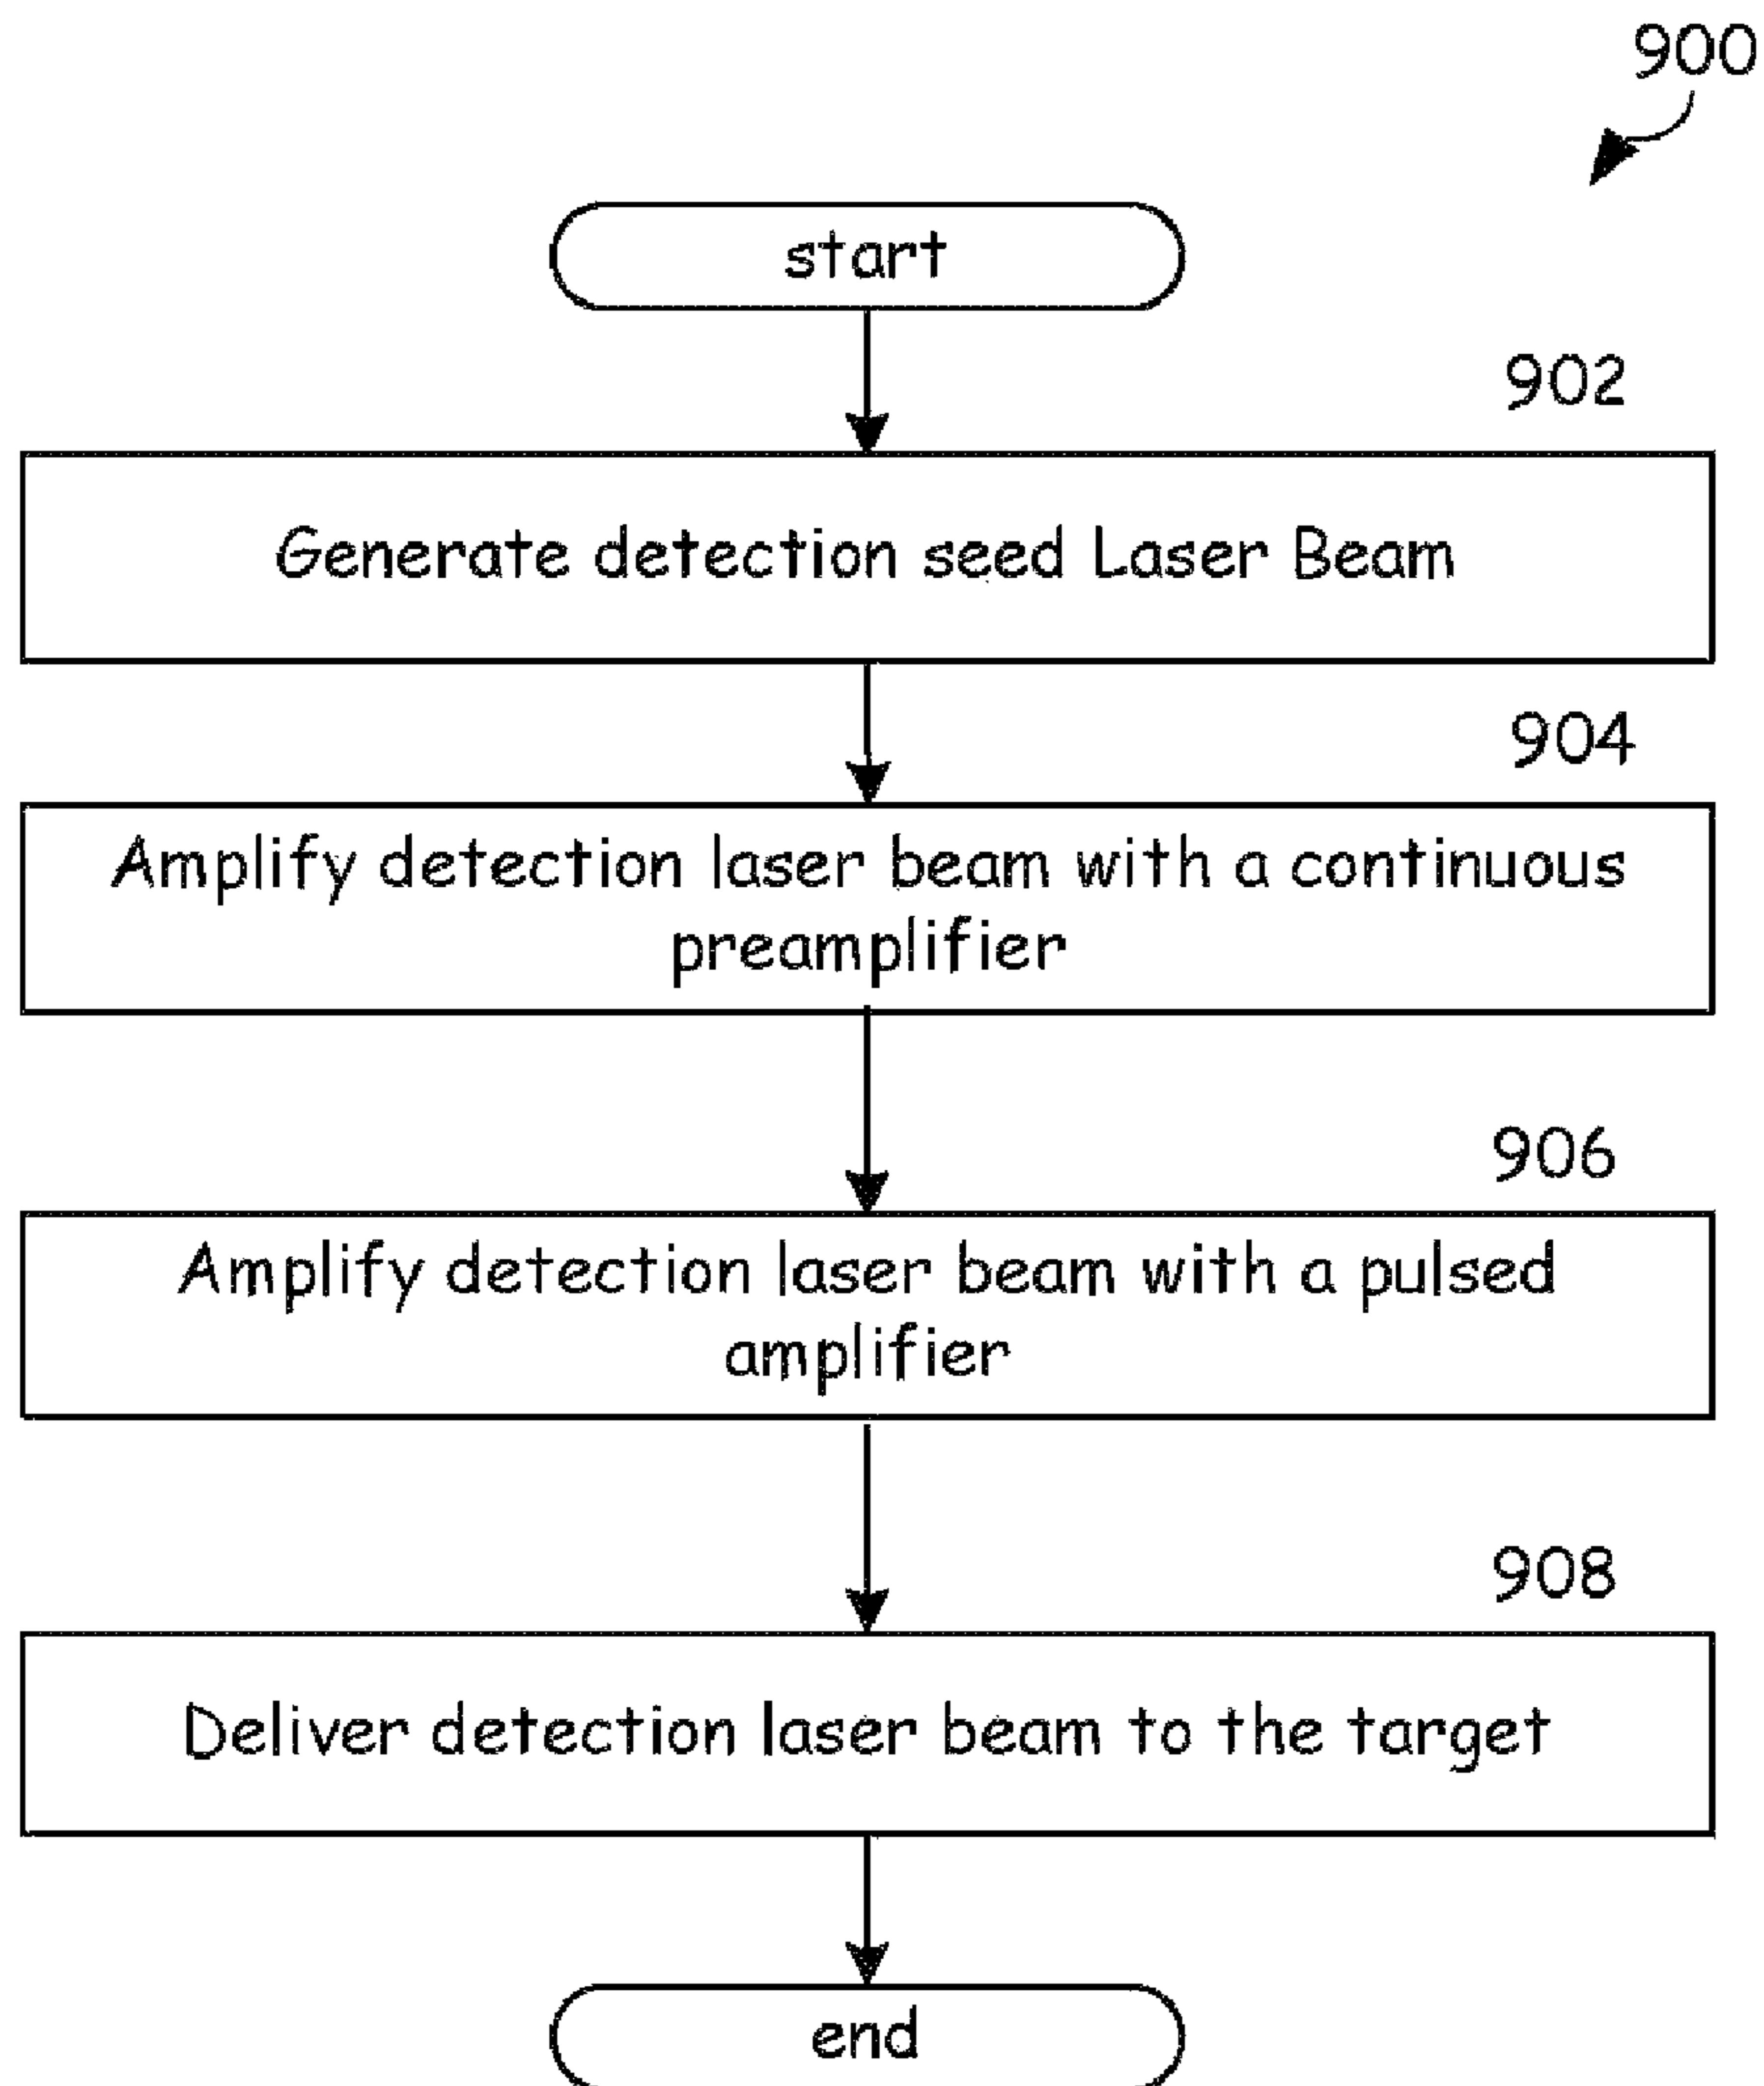 900
start
902
Generate detection seed Laser Beam
904
Amplify detection laser beam with a continuous
preamplifier
906
Amplify detection laser beam with a pulsed
amplifier
908
Deliver detection laser beam to the target
end